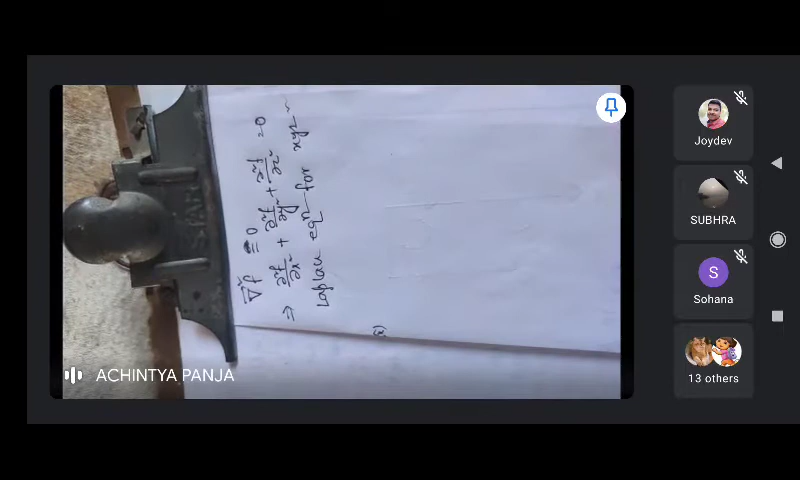 ∇²f = 0
⇒ ∂²f/∂x² + ∂²f/∂y² + ∂²f/∂z² = 0
Laplace eqn for xyz
ACHINTYA PANJA
Joydev
SUBHRA
S
Sohana
13 others